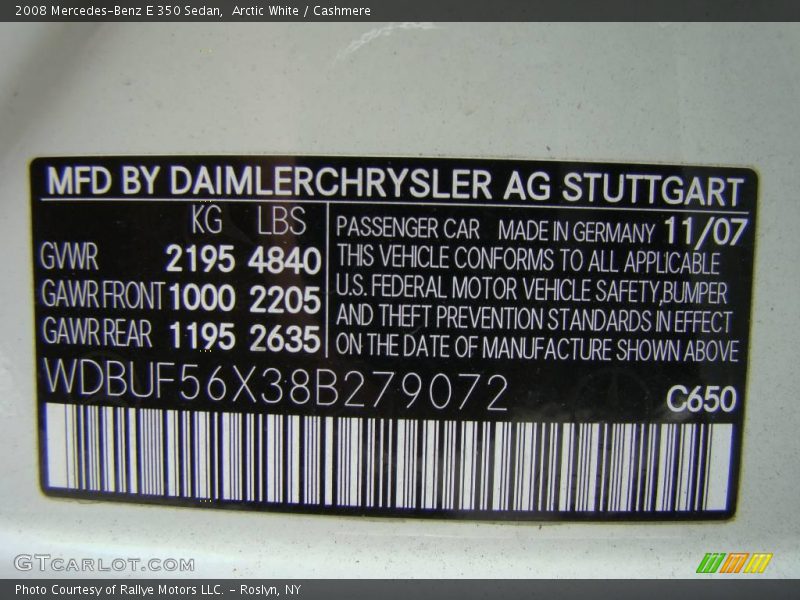 2008 Mercedes-Benz E 350 Sedan,  Arctic White / Cashmere
MFD BY DAIMLERCHRYSLER AG STUTTGART
KG LBS
GVWR 2195 4840
GAWR FRONT 1000 2205
GAWR REAR 1195 2635
PASSENGER CAR MADE IN GERMANY 11/07
THIS VEHICLE CONFORMS TO ALL APPLICABLE
U.S. FEDERAL MOTOR VEHICLE SAFETY,BUMPER
AND THEFT PREVENTION STANDARDS IN EFFECT
ON THE DATE OF MANUFACTURE SHOWN ABOVE
WDBUF56X38B279072
C650
GTCARLOT.COM
Photo Courtesy of Rallye Motors LLC. – Roslyn, NY